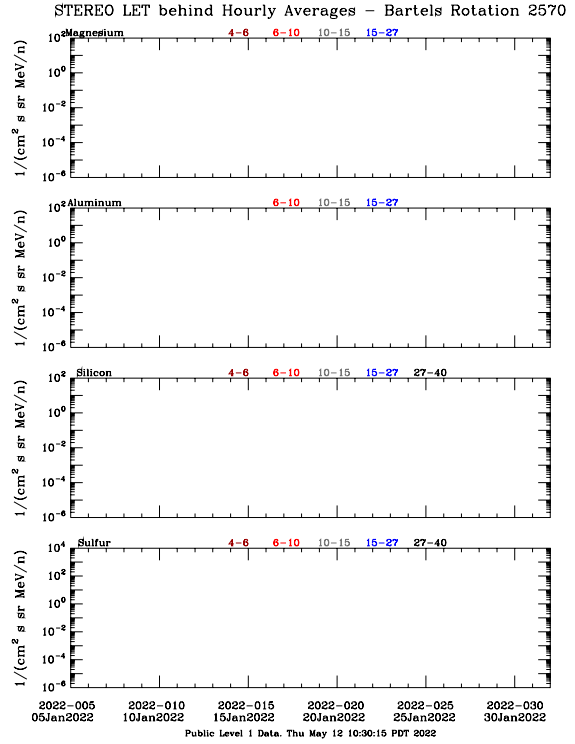 STEREO LET behind Hourly Averages - Bartels Rotation 2570
Magnesium 4-6 6-10 10-15 15-27
10^2
10^0
10^-2
10^-4
10^-6
1/(cm^2 s sr MeV/n)
Aluminum 6-10 10-15 15-27
10^2
10^0
10^-2
10^-4
10^-6
1/(cm^2 s sr MeV/n)
Silicon 4-6 6-10 10-15 15-27 27-40
10^2
10^0
10^-2
10^-4
10^-6
1/(cm^2 s sr MeV/n)
Sulfur 4-6 6-10 10-15 15-27 27-40
10^4
10^2
10^0
10^-2
10^-4
10^-6
1/(cm^2 s sr MeV/n)
2022-005 2022-010 2022-015 2022-020 2022-025 2022-030
05Jan2022 10Jan2022 15Jan2022 20Jan2022 25Jan2022 30Jan2022
Public Level 1 Data. Thu May 12 10:30:15 PDT 2022